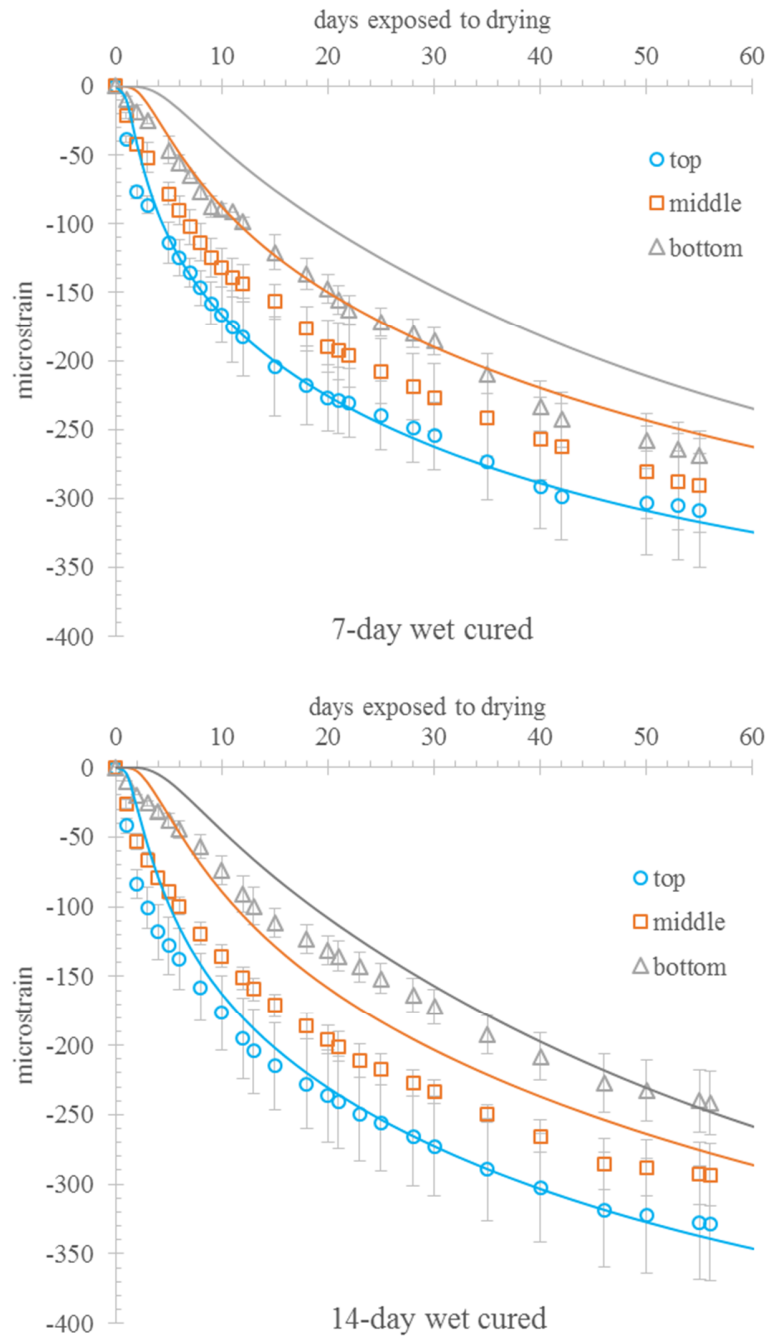 days exposed to drying
0 10 20 30 40 50 60
0
-50
-100
-150
-200
-250
-300
-350
-400
microstrain
top
middle
bottom
7-day wet cured
days exposed to drying
0 10 20 30 40 50 60
0
-50
-100
-150
-200
-250
-300
-350
-400
microstrain
top
middle
bottom
14-day wet cured